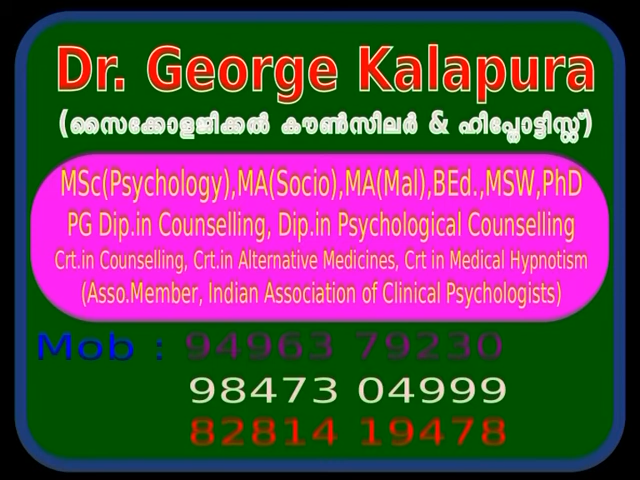 Dr. George Kalapura
(സൈക്കോളജിക്കൽ കൗൺസിലർ & ഹിപ്നോട്ടിസ്റ്റ്)
MSc(Psychology),MA(Socio),MA(Mal),BEd.,MSW,PhD
PG Dip.in Counselling, Dip.in Psychological Counselling
Crt.in Counselling, Crt.in Alternative Medicines, Crt in Medical Hypnotism
(Asso.Member, Indian Association of Clinical Psychologists)
Mob : 94963 79230
98473 04999
82814 19478